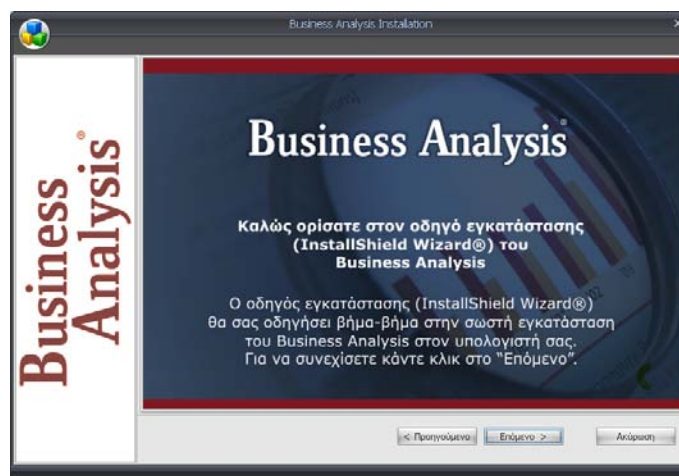 Business Analysis Installation
Business
Analysis®
Business Analysis®
Καλώς ορίσατε στον οδηγό εγκατάστασης
(InstallShield Wizard®) του
Business Analysis
Ο οδηγός εγκατάστασης (InstallShield Wizard®)
θα σας οδηγήσει βήμα-βήμα στην σωστή εγκατάσταση
του Business Analysis στον υπολογιστή σας.
Για να συνεχίσετε κάντε κλικ στο “Επόμενο”.
< Προηγούμενο
Επόμενο >
Ακύρωση